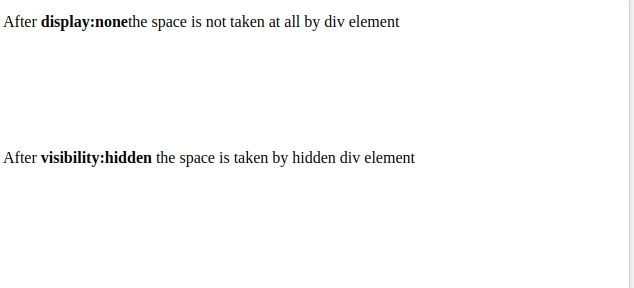 After display:nonethe space is not taken at all by div element
After visibility:hidden the space is taken by hidden div element